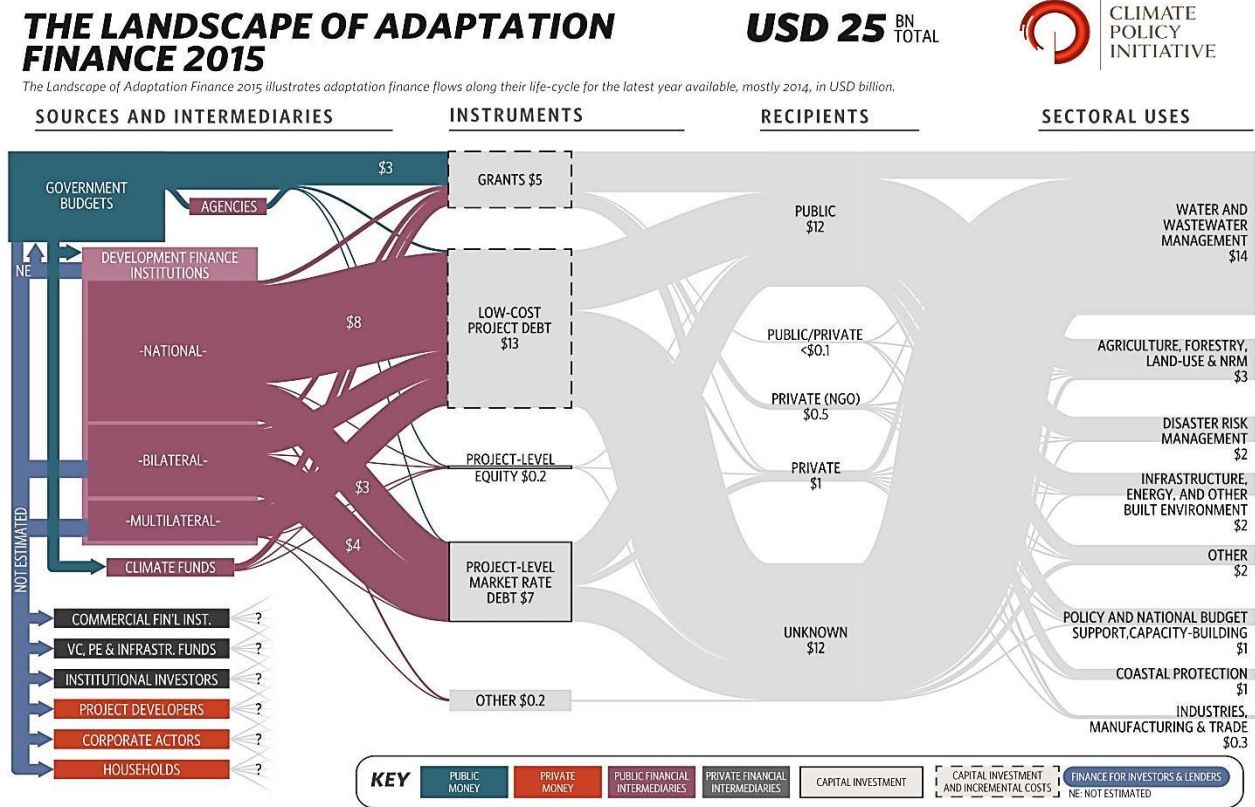 THE LANDSCAPE OF ADAPTATION
FINANCE 2015
USD 25 BN
TOTAL
CLIMATE
POLICY
INITIATIVE
The Landscape of Adaptation Finance 2015 illustrates adaptation finance flows along their life-cycle for the latest year available, mostly 2014, in USD billion.
SOURCES AND INTERMEDIARIES
INSTRUMENTS
RECIPIENTS
SECTORAL USES
GOVERNMENT
BUDGETS
AGENCIES
NE
DEVELOPMENT FINANCE
INSTITUTIONS
-NATIONAL-
-BILATERAL-
-MULTILATERAL-
CLIMATE FUNDS
NOT ESTIMATED
COMMERCIAL FIN'L INST.
?
VC, PE & INFRASTR. FUNDS
?
INSTITUTIONAL INVESTORS
?
PROJECT DEVELOPERS
?
CORPORATE ACTORS
?
HOUSEHOLDS
?
$3
$8
$3
$4
GRANTS $5
LOW-COST
PROJECT DEBT
$13
PROJECT-LEVEL
EQUITY $0.2
PROJECT-LEVEL
MARKET RATE
DEBT $7
OTHER $0.2
PUBLIC
$12
PUBLIC/PRIVATE
<$0.1
PRIVATE (NGO)
$0.5
PRIVATE
$1
UNKNOWN
$12
WATER AND
WASTEWATER
MANAGEMENT
$14
AGRICULTURE, FORESTRY,
LAND-USE & NRM
$3
DISASTER RISK
MANAGEMENT
$2
INFRASTRUCTURE,
ENERGY, AND OTHER
BUILT ENVIRONMENT
$2
OTHER
$2
POLICY AND NATIONAL BUDGET
SUPPORT,CAPACITY-BUILDING
$1
COASTAL PROTECTION
$1
INDUSTRIES,
MANUFACTURING & TRADE
$0.3
KEY
PUBLIC
MONEY
PRIVATE
MONEY
PUBLIC FINANCIAL
INTERMEDIARIES
PRIVATE FINANCIAL
INTERMEDIARIES
CAPITAL INVESTMENT
CAPITAL INVESTMENT
AND INCREMENTAL COSTS
FINANCE FOR INVESTORS & LENDERS
NE: NOT ESTIMATED